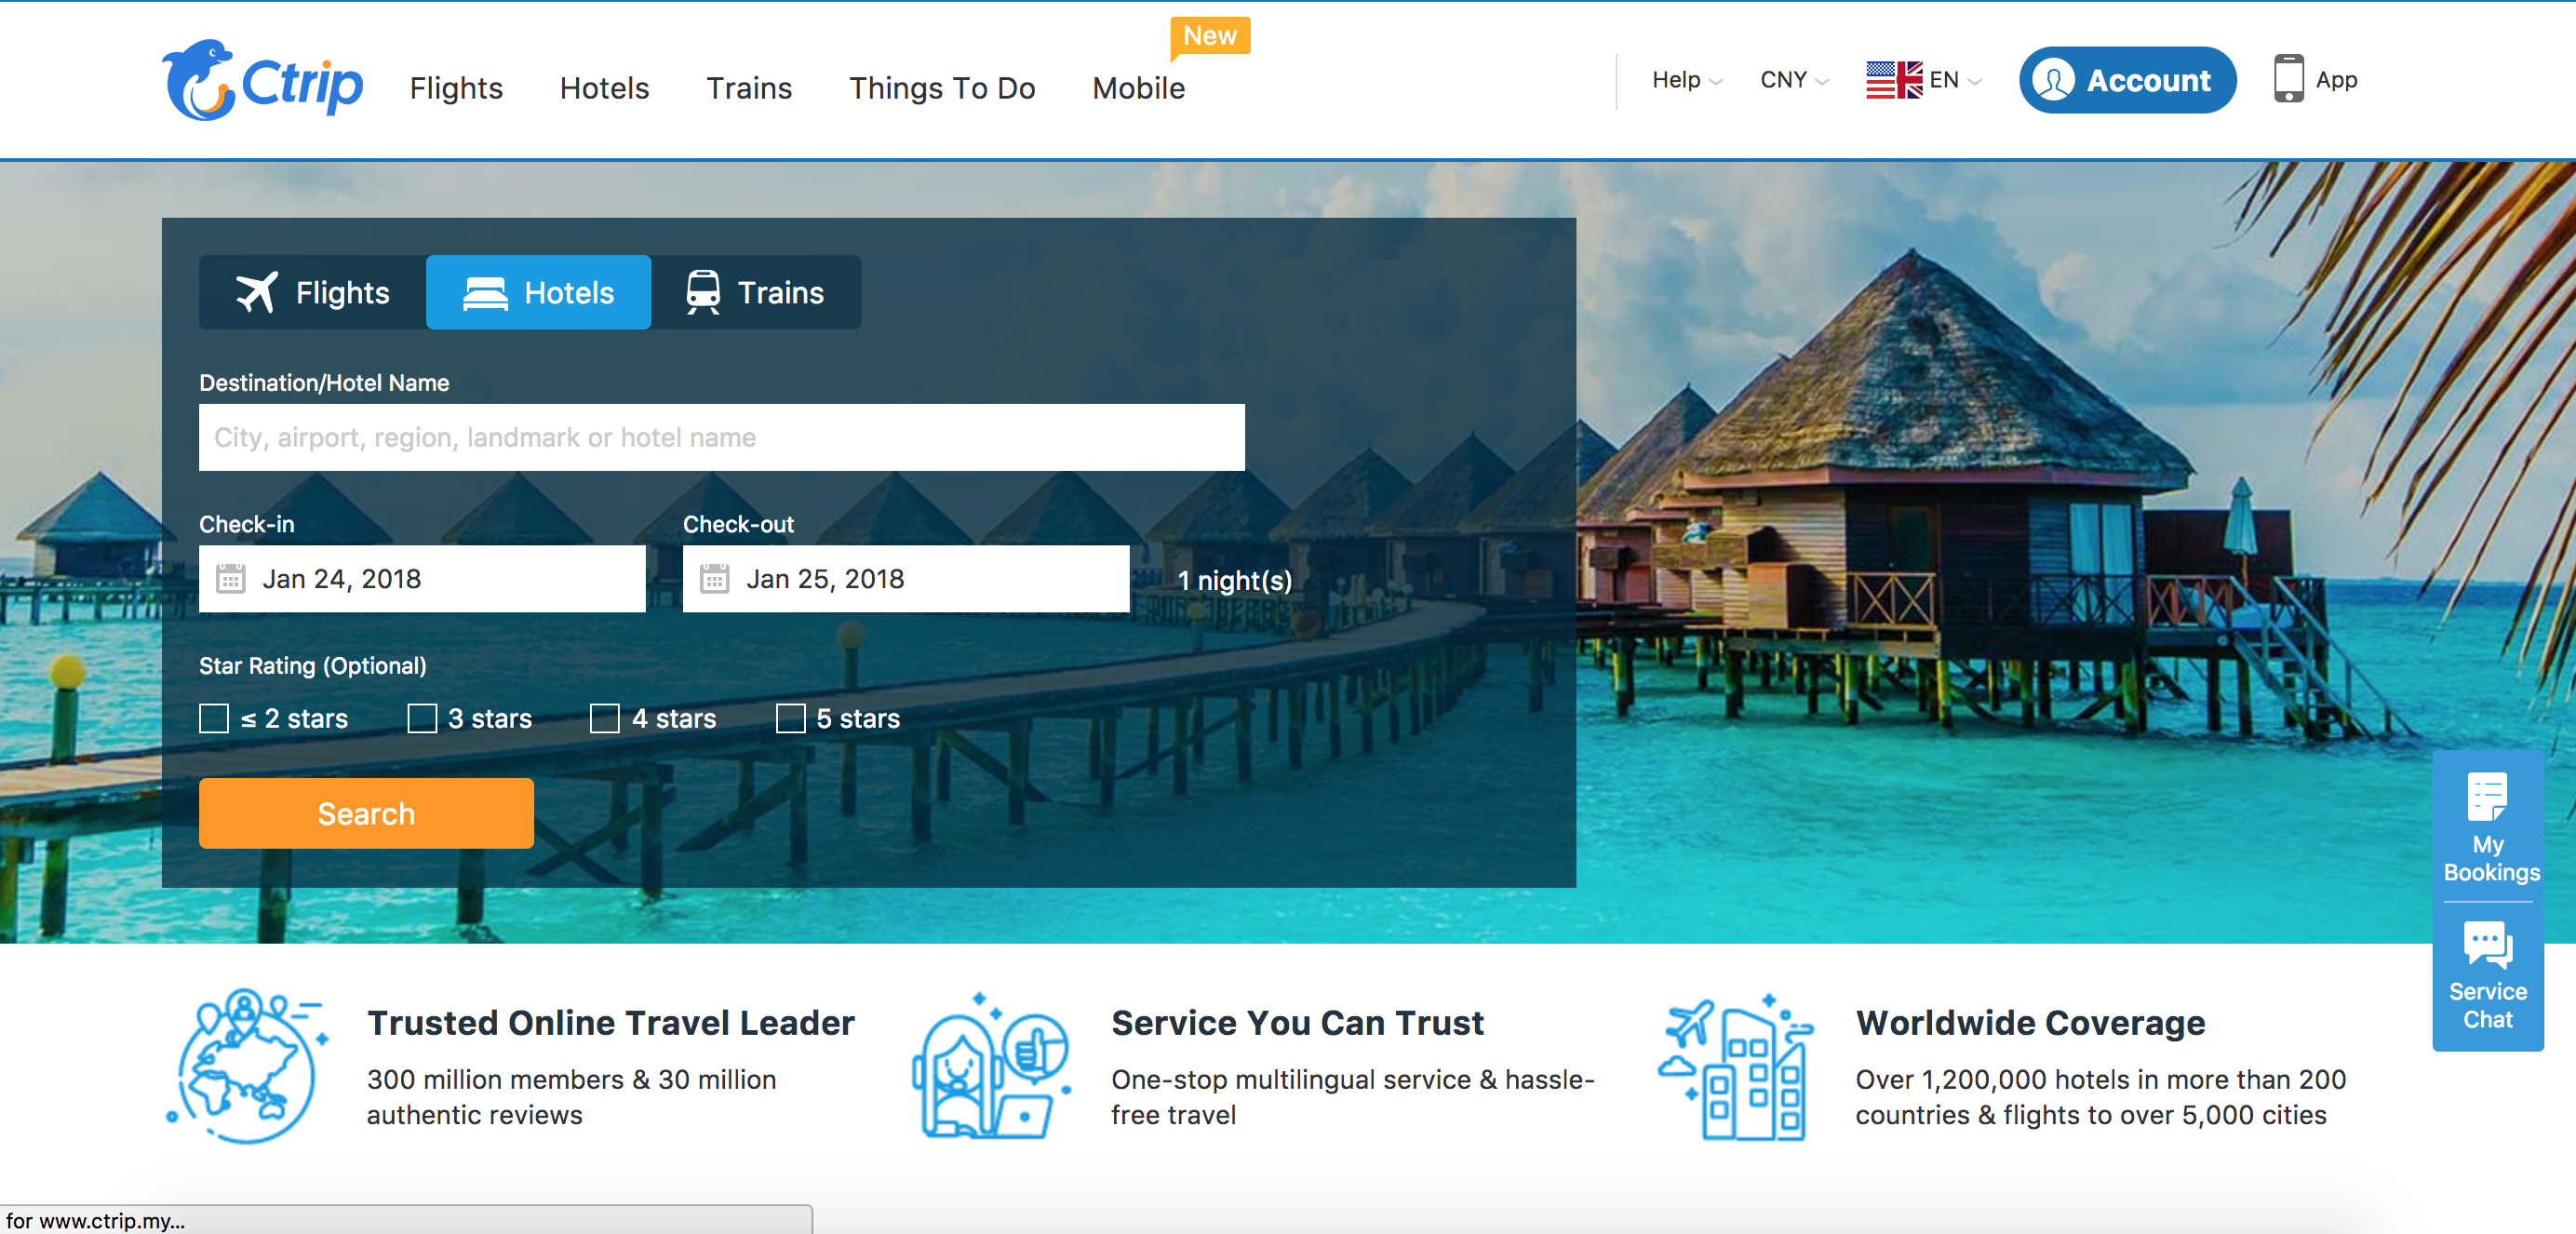 New
Ctrip
Flights
Hotels
Trains
Things To Do
Mobile
Help
CNY
EN
Account
App
Flights
Hotels
Trains
Destination/Hotel Name
City, airport, region, landmark or hotel name
Check-in
Check-out
Jan 24, 2018
Jan 25, 2018
1 night(s)
Star Rating (Optional)
≤ 2 stars
3 stars
4 stars
5 stars
Search
My
Bookings
Service
Chat
Trusted Online Travel Leader
300 million members & 30 million
authentic reviews
Service You Can Trust
One-stop multilingual service & hassle-
free travel
Worldwide Coverage
Over 1,200,000 hotels in more than 200
countries & flights to over 5,000 cities
for www.ctrip.my...